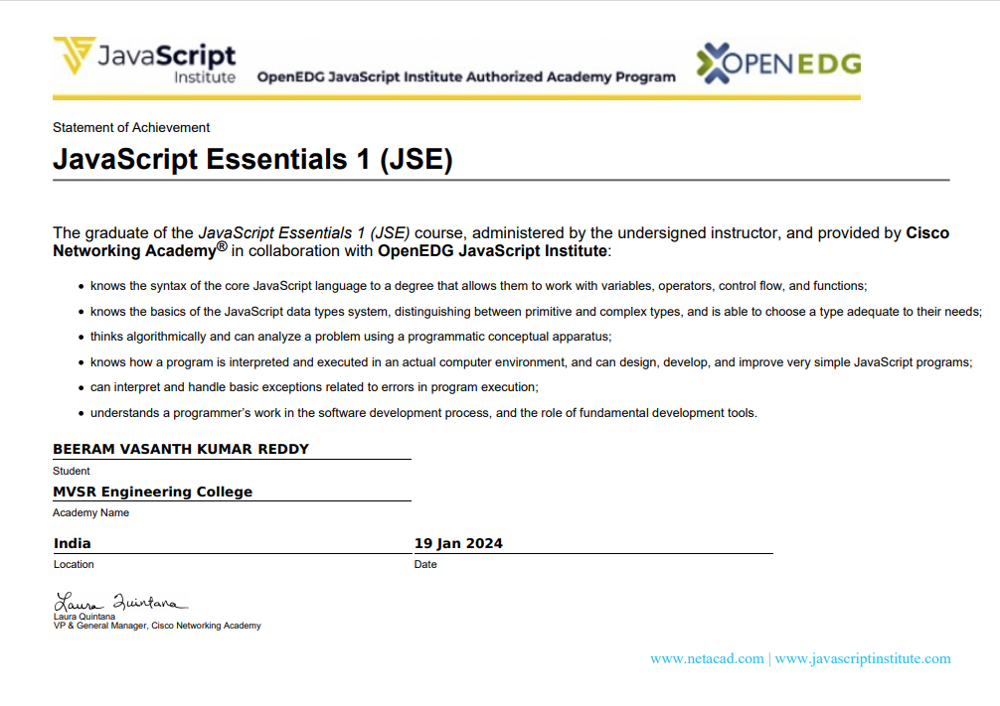 JavaScript
Institute
OpenEDG JavaScript Institute Authorized Academy Program
OPENEDG
Statement of Achievement
JavaScript Essentials 1 (JSE)
The graduate of the JavaScript Essentials 1 (JSE) course, administered by the undersigned instructor, and provided by Cisco
Networking Academy® in collaboration with OpenEDG JavaScript Institute:
• knows the syntax of the core JavaScript language to a degree that allows them to work with variables, operators, control flow, and functions;
• knows the basics of the JavaScript data types system, distinguishing between primitive and complex types, and is able to choose a type adequate to their needs;
• thinks algorithmically and can analyze a problem using a programmatic conceptual apparatus;
• knows how a program is interpreted and executed in an actual computer environment, and can design, develop, and improve very simple JavaScript programs;
• can interpret and handle basic exceptions related to errors in program execution;
• understands a programmer’s work in the software development process, and the role of fundamental development tools.
BEERAM VASANTH KUMAR REDDY
Student
MVSR Engineering College
Academy Name
India 19 Jan 2024
Location Date
Laura Quintana
Laura Quintana
VP & General Manager, Cisco Networking Academy
www.netacad.com | www.javascriptinstitute.com